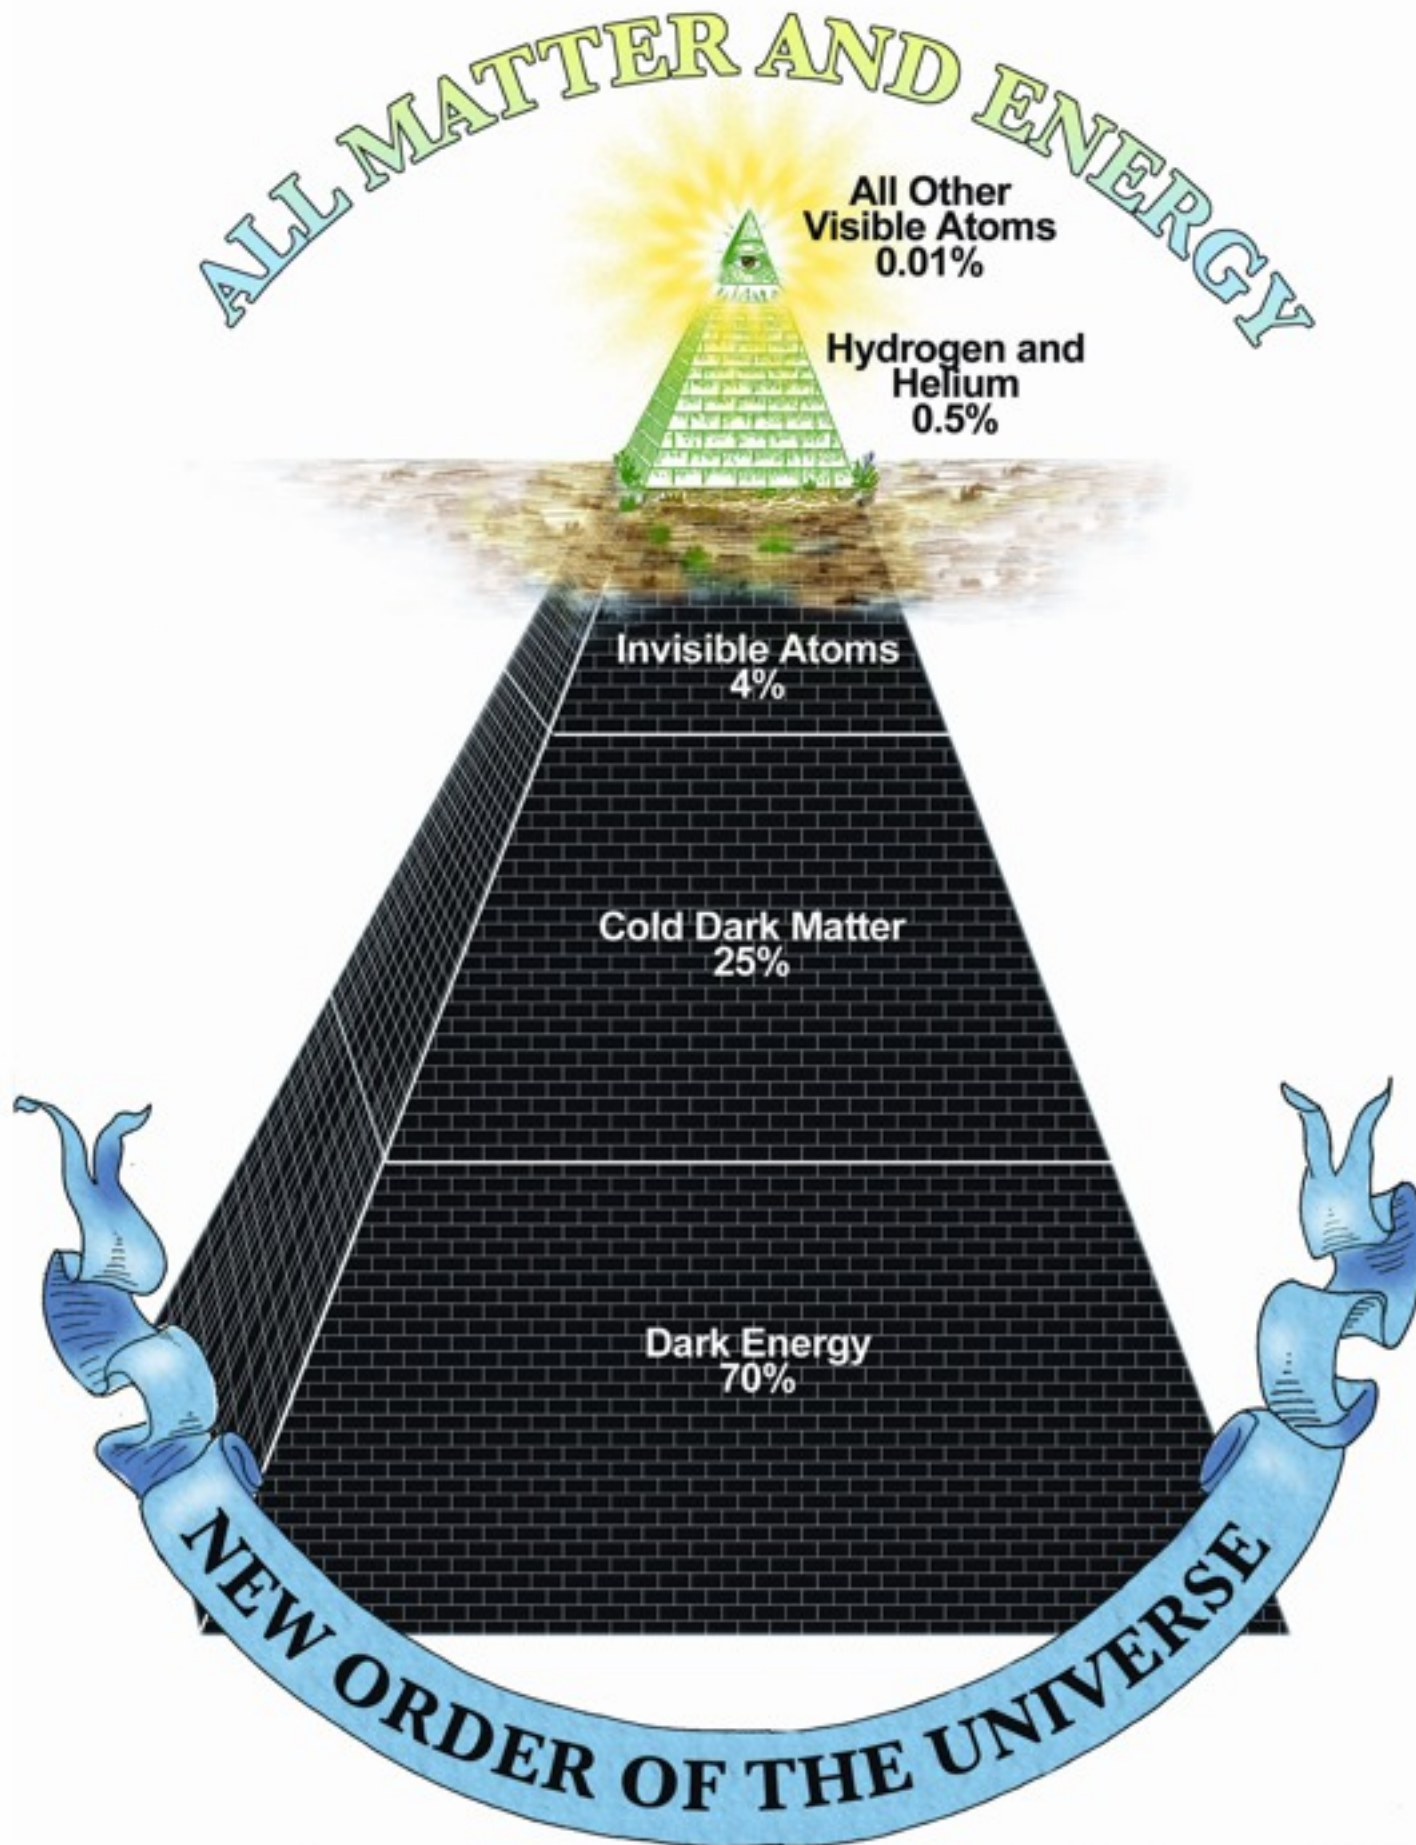 ALL MATTER AND ENERGY
All Other
Visible Atoms
0.01%
Hydrogen and
Helium
0.5%
Invisible Atoms
4%
Cold Dark Matter
25%
Dark Energy
70%
NEW ORDER OF THE UNIVERSE